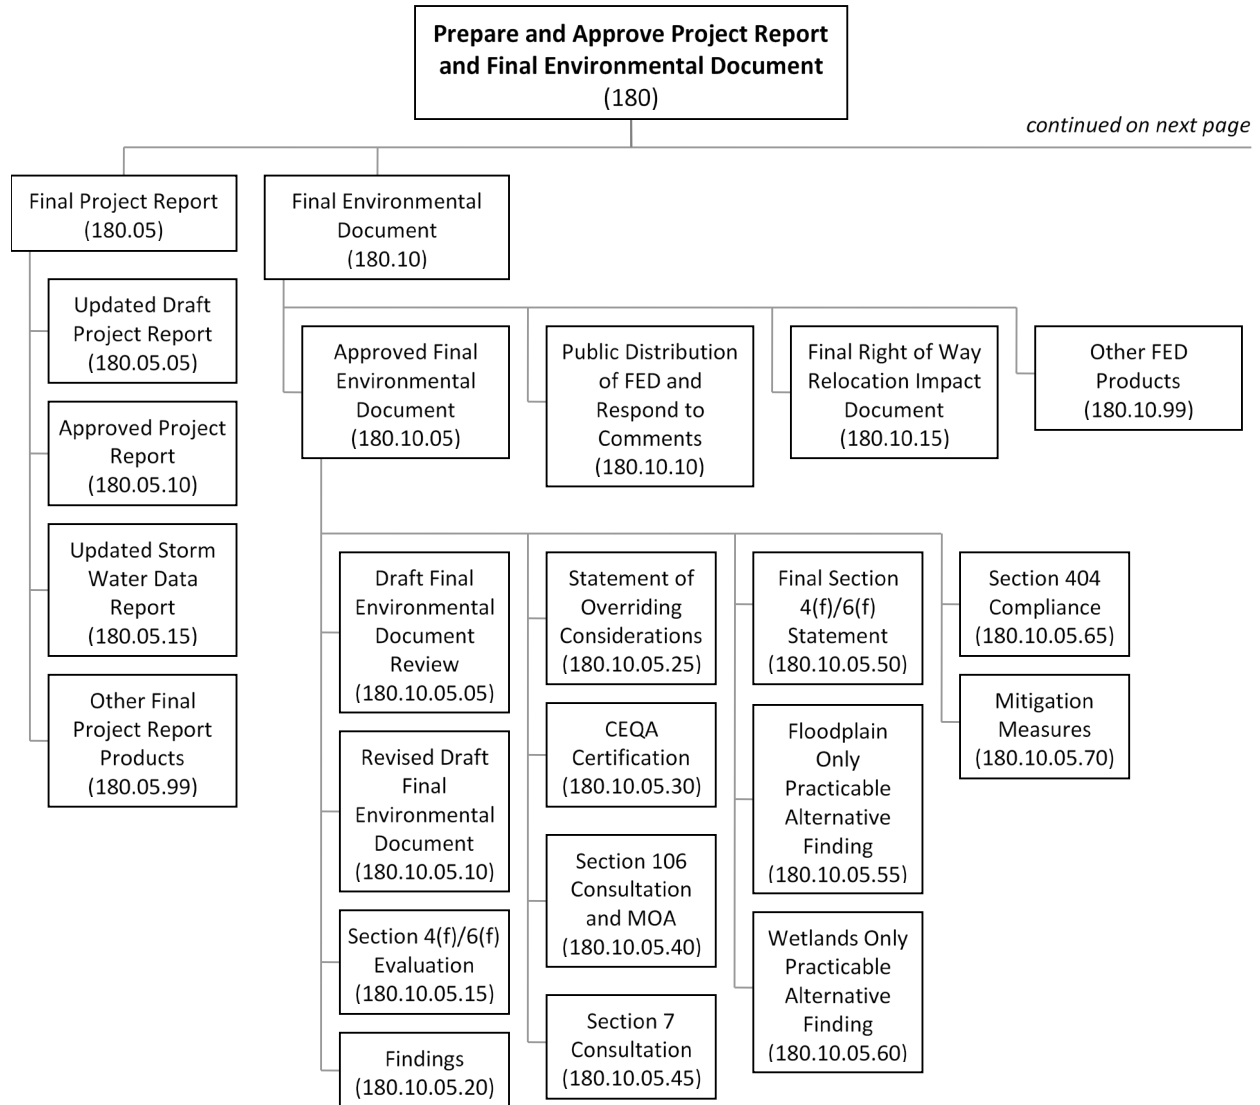 Prepare and Approve Project Report
and Final Environmental Document
(180)
continued on next page
Final Project Report
(180.05)
Updated Draft
Project Report
(180.05.05)
Approved Project
Report
(180.05.10)
Updated Storm
Water Data
Report
(180.05.15)
Other Final
Project Report
Products
(180.05.99)
Final Environmental
Document
(180.10)
Approved Final
Environmental
Document
(180.10.05)
Public Distribution
of FED and
Respond to
Comments
(180.10.10)
Final Right of Way
Relocation Impact
Document
(180.10.15)
Other FED
Products
(180.10.99)
Draft Final
Environmental
Document
Review
(180.10.05.05)
Revised Draft
Final
Environmental
Document
(180.10.05.10)
Section 4(f)/6(f)
Evaluation
(180.10.05.15)
Findings
(180.10.05.20)
Statement of
Overriding
Considerations
(180.10.05.25)
CEQA
Certification
(180.10.05.30)
Section 106
Consultation
and MOA
(180.10.05.40)
Section 7
Consultation
(180.10.05.45)
Final Section
4(f)/6(f)
Statement
(180.10.05.50)
Floodplain
Only
Practicable
Alternative
Finding
(180.10.05.55)
Wetlands Only
Practicable
Alternative
Finding
(180.10.05.60)
Section 404
Compliance
(180.10.05.65)
Mitigation
Measures
(180.10.05.70)